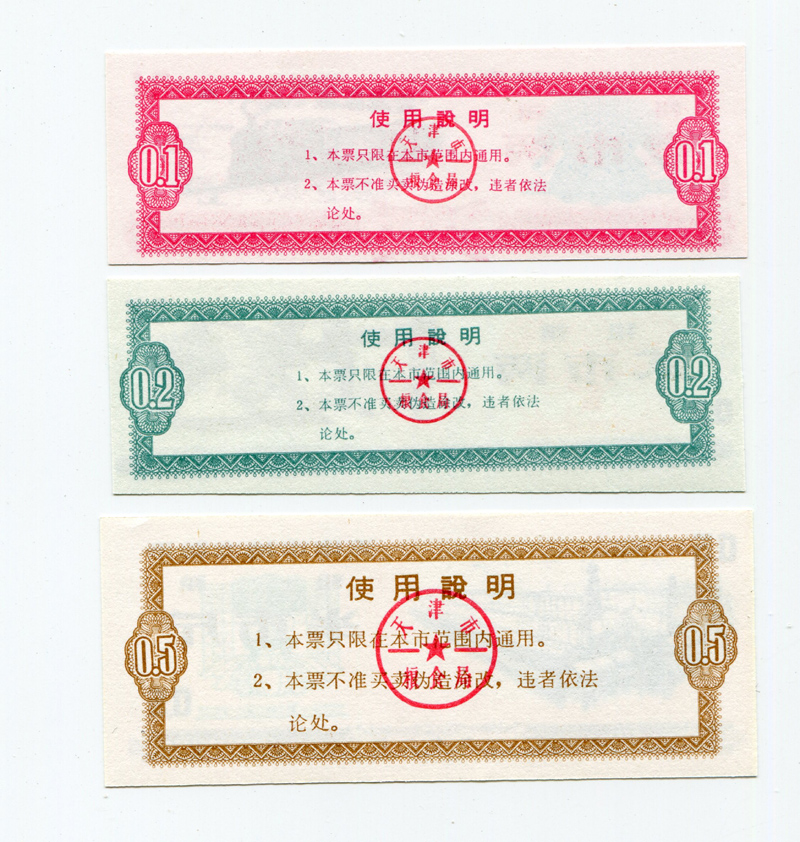 使用說明
0.1
0.1
1、本票只限在本市范围内通用。
2、本票不准买卖伪造涂改，违者依法
论处。
天津市
粮食局
使用說明
0.2
0.2
1、本票只限在本市范围内通用。
2、本票不准买卖伪造涂改，违者依法
论处。
天津市
粮食局
使用說明
0.5
0.5
1、本票只限在本市范围内通用。
2、本票不准买卖伪造涂改，违者依法
论处。
天津市
粮食局